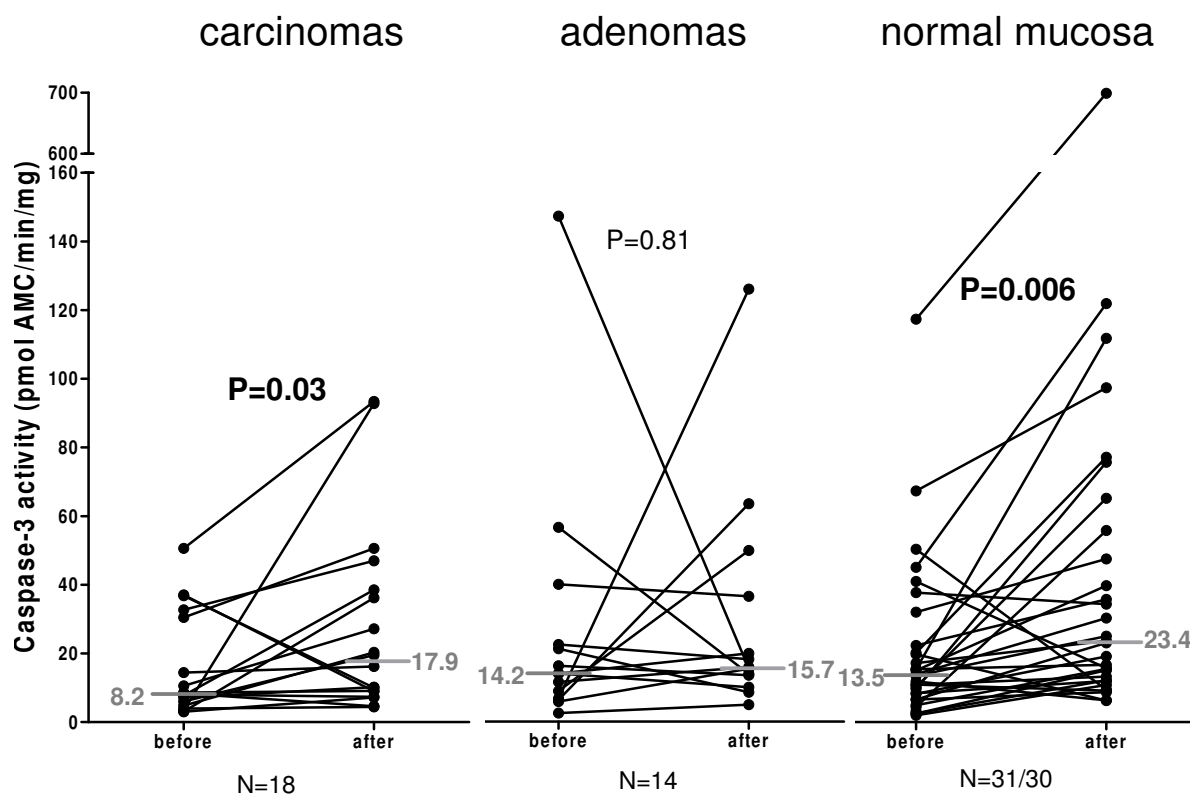 carcinomas
adenomas
normal mucosa
Caspase-3 activity (pmol AMC/min/mg)
700
600
160
140
120
100
80
60
40
20
0
P=0.03
P=0.81
P=0.006
8.2
17.9
14.2
15.7
13.5
23.4
before
after
before
after
before
after
N=18
N=14
N=31/30